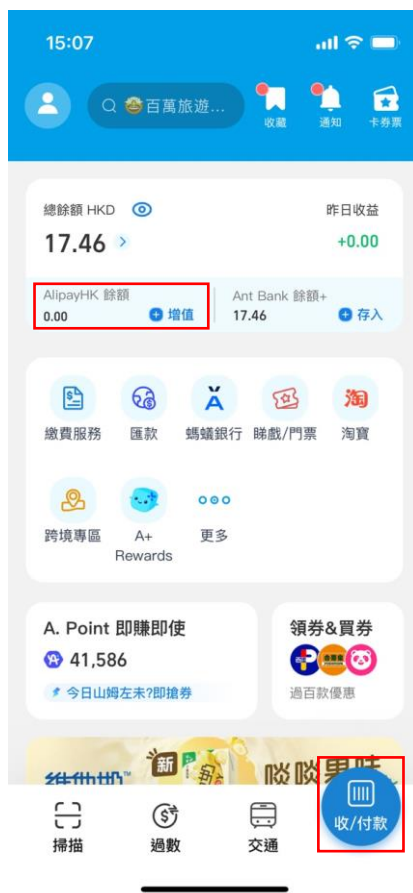 15:07
百萬旅遊...
收藏
通知
卡券票
總餘額 HKD
昨日收益
17.46
+0.00
AlipayHK 餘額
0.00
增值
Ant Bank 餘額+
17.46
存入
繳費服務
匯款
螞蟻銀行
睇戲/門票
淘
淘寶
跨境專區
A+
Rewards
更多
A. Point 即賺即使
41,586
今日山姆左未?即搶券
領券&買券
過百款優惠
維他奶
新
啖啖果味
掃描
過數
交通
收/付款